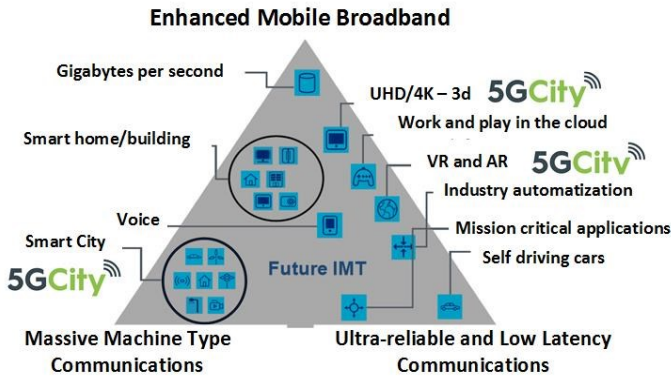 Enhanced Mobile Broadband
Gigabytes per second
UHD/4K – 3d
5GCity
Work and play in the cloud
Smart home/building
VR and AR
5GCity
Industry automatization
Voice
Mission critical applications
Smart City
Self driving cars
5GCity
Future IMT
Massive Machine Type
Communications
Ultra-reliable and Low Latency
Communications